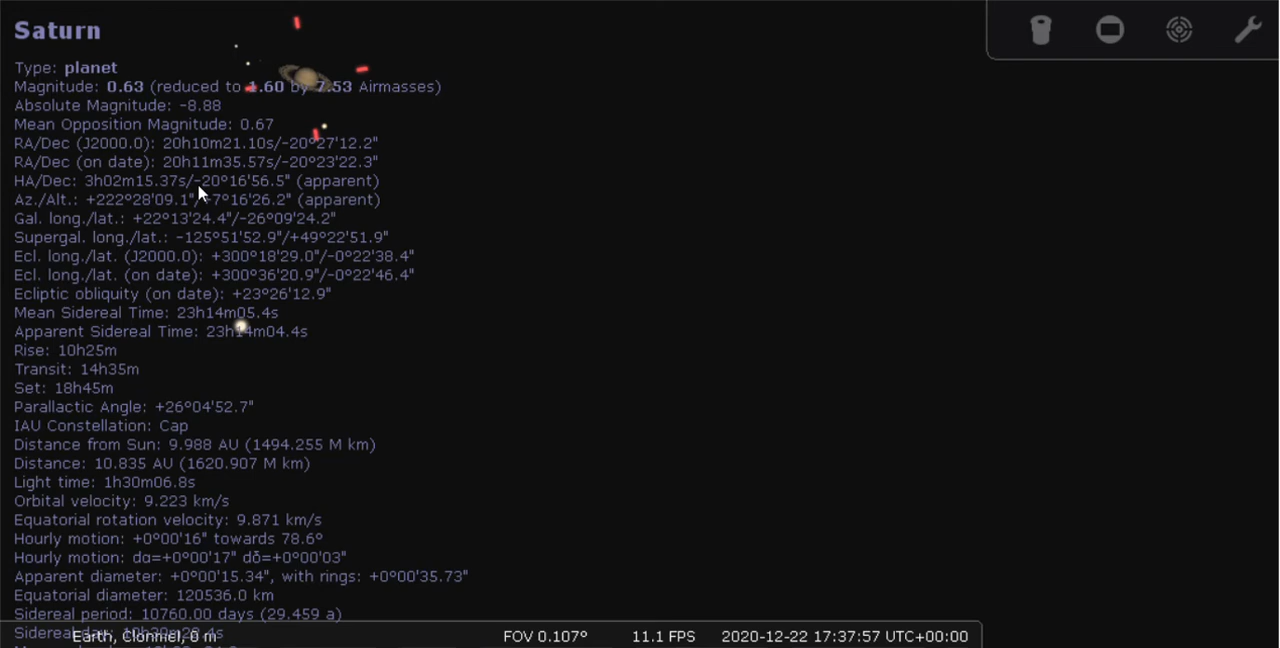 Saturn
Type: planet
Magnitude: 0.63 (reduced to 1.60 by 7.53 Airmasses)
Absolute Magnitude: -8.88
Mean Opposition Magnitude: 0.67
RA/Dec (J2000.0): 20h10m21.10s/-20°27'12.2"
RA/Dec (on date): 20h11m35.57s/-20°23'22.3"
HA/Dec: 3h02m15.37s/-20°16'56.5" (apparent)
Az./Alt.: +222°28'09.1"/+7°16'26.2" (apparent)
Gal. long./lat.: +22°13'24.4"/-26°09'24.2"
Supergal. long./lat.: -125°51'52.9"/+49°22'51.9"
Ecl. long./lat. (J2000.0): +300°18'29.0"/-0°22'38.4"
Ecl. long./lat. (on date): +300°36'20.9"/-0°22'46.4"
Ecliptic obliquity (on date): +23°26'12.9"
Mean Sidereal Time: 23h14m05.4s
Apparent Sidereal Time: 23h14m04.4s
Rise: 10h25m
Transit: 14h35m
Set: 18h45m
Parallactic Angle: +26°04'52.7"
IAU Constellation: Cap
Distance from Sun: 9.988 AU (1494.255 M km)
Distance: 10.835 AU (1620.907 M km)
Light time: 1h30m06.8s
Orbital velocity: 9.223 km/s
Equatorial rotation velocity: 9.871 km/s
Hourly motion: +0°00'16" towards 78.6°
Hourly motion: dα=+0°00'17" dδ=+0°00'03"
Apparent diameter: +0°00'15.34", with rings: +0°00'35.73"
Equatorial diameter: 120536.0 km
Sidereal period: 10760.00 days (29.459 a)
Sidereal day:
Earth, Clonmel, 0 m FOV 0.107° 11.1 FPS 2020-12-22 17:37:57 UTC+00:00